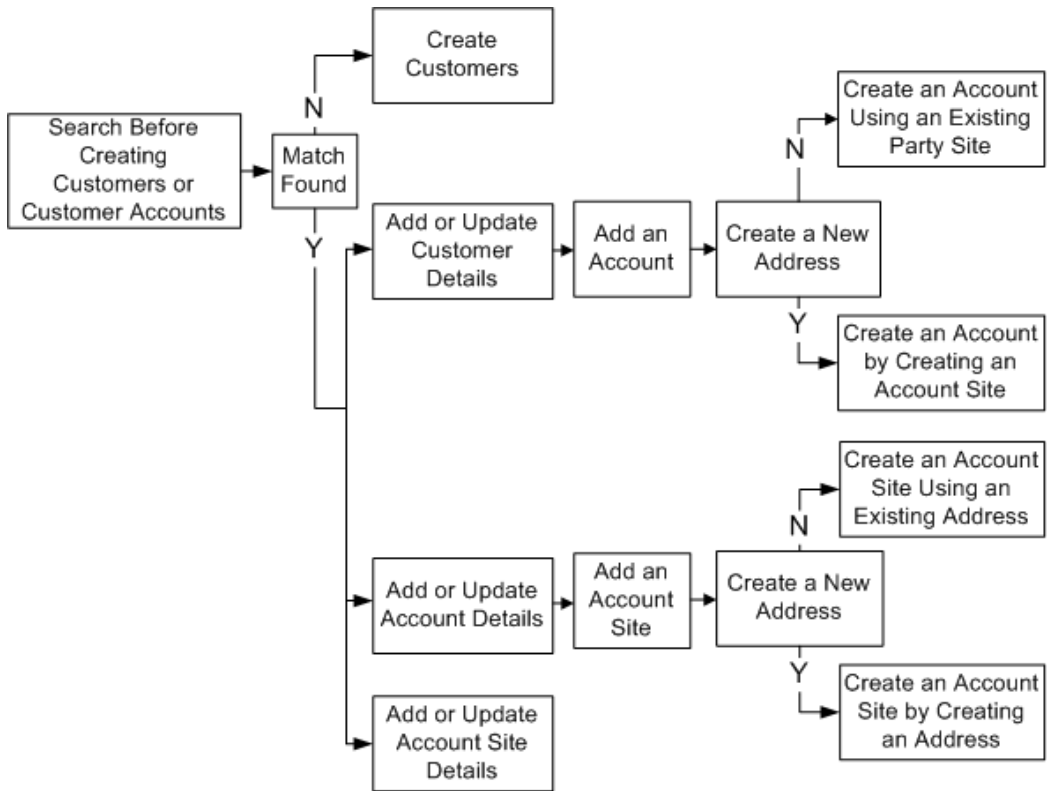 Create
Customers
N
Search Before
Creating
Customers or
Customer Accounts
Match
Found
Y
Add or Update
Customer
Details
Add an
Account
Create a New
Address
N
Create an Account
Using an Existing
Party Site
Y
Create an Account
by Creating an
Account Site
Add or Update
Account Details
Add an
Account
Site
Create a New
Address
N
Create an Account
Site Using an
Existing Address
Y
Create an Account
Site by Creating
an Address
Add or Update
Account Site
Details